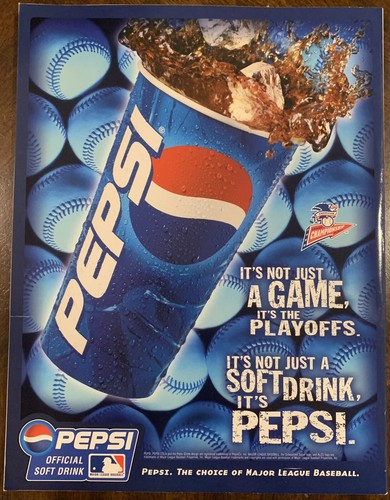 PEPSI
CHAMPIONSHIP
IT'S NOT JUST
A GAME,
IT'S THE
PLAYOFFS.
IT'S NOT JUST A
SOFT DRINK,
IT'S
PEPSI.
PEPSI
OFFICIAL
SOFT DRINK
PEPSI. THE CHOICE OF MAJOR LEAGUE BASEBALL.